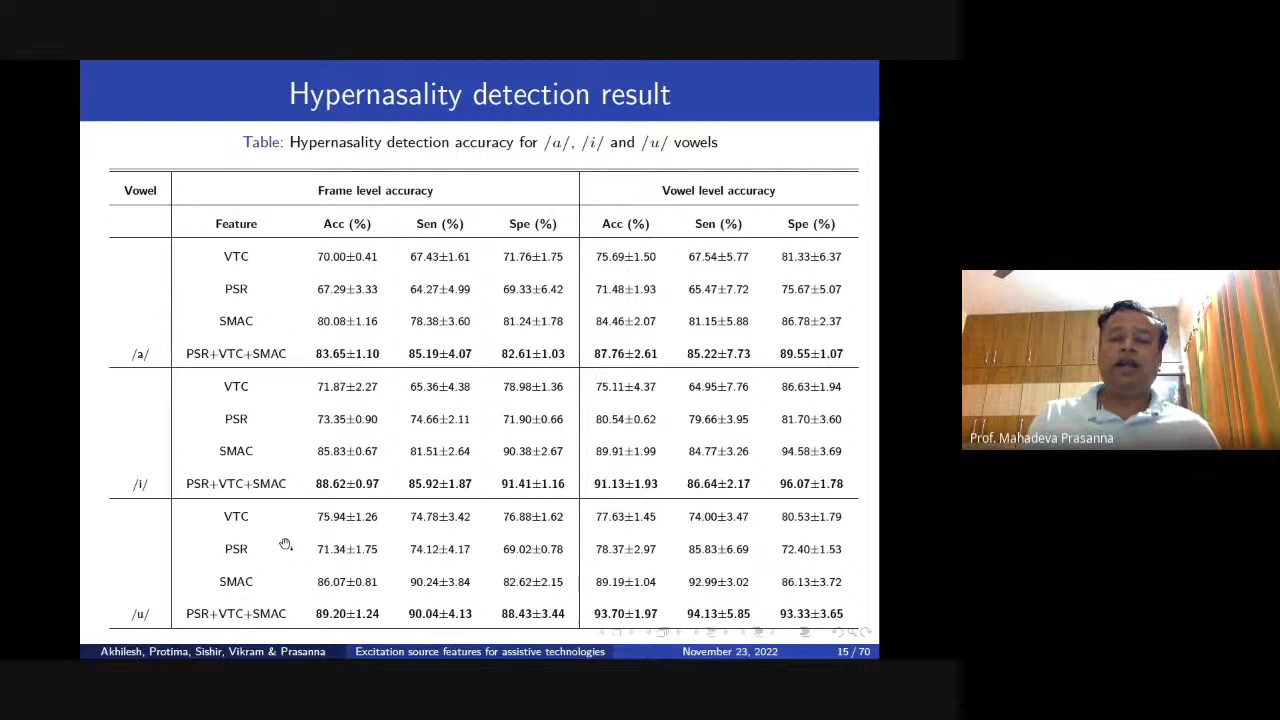 Hypernasality detection result
Table: Hypernasality detection accuracy for /a/, /i/ and /u/ vowels
Vowel Frame level accuracy Vowel level accuracy
Feature Acc (%) Sen (%) Spe (%) Acc (%) Sen (%) Spe (%)
VTC 70.00±0.41 67.43±1.61 71.76±1.75 75.69±1.50 67.54±5.77 81.33±6.37
PSR 67.29±3.33 64.27±4.99 69.33±6.42 71.48±1.93 65.47±7.72 75.67±5.07
SMAC 80.08±1.16 78.38±3.60 81.24±1.78 84.46±2.07 81.15±5.88 86.78±2.37
/a/ PSR+VTC+SMAC 83.65±1.10 85.19±4.07 82.61±1.03 87.76±2.61 85.22±7.73 89.55±1.07
VTC 71.87±2.27 65.36±4.38 78.98±1.36 75.11±4.37 64.95±7.76 86.63±1.94
PSR 73.35±0.90 74.66±2.11 71.90±0.66 80.54±0.62 79.66±3.95 81.70±3.60
SMAC 85.83±0.67 81.51±2.64 90.38±2.67 89.91±1.99 84.77±3.26 94.58±3.69
/i/ PSR+VTC+SMAC 88.62±0.97 85.92±1.87 91.41±1.16 91.13±1.93 86.64±2.17 96.07±1.78
VTC 75.94±1.26 74.78±3.42 76.88±1.62 77.63±1.45 74.00±3.47 80.53±1.79
PSR 71.34±1.75 74.12±4.17 69.02±0.78 78.37±2.97 85.83±6.69 72.40±1.53
SMAC 86.07±0.81 90.24±3.84 82.62±2.15 89.19±1.04 92.99±3.02 86.13±3.72
/u/ PSR+VTC+SMAC 89.20±1.24 90.04±4.13 88.43±3.44 93.70±1.97 94.13±5.85 93.33±3.65
Akhilesh, Protima, Sishir, Vikram & Prasanna Excitation source features for assistive technologies November 23, 2022 15 / 70
Prof. Mahadeva Prasanna